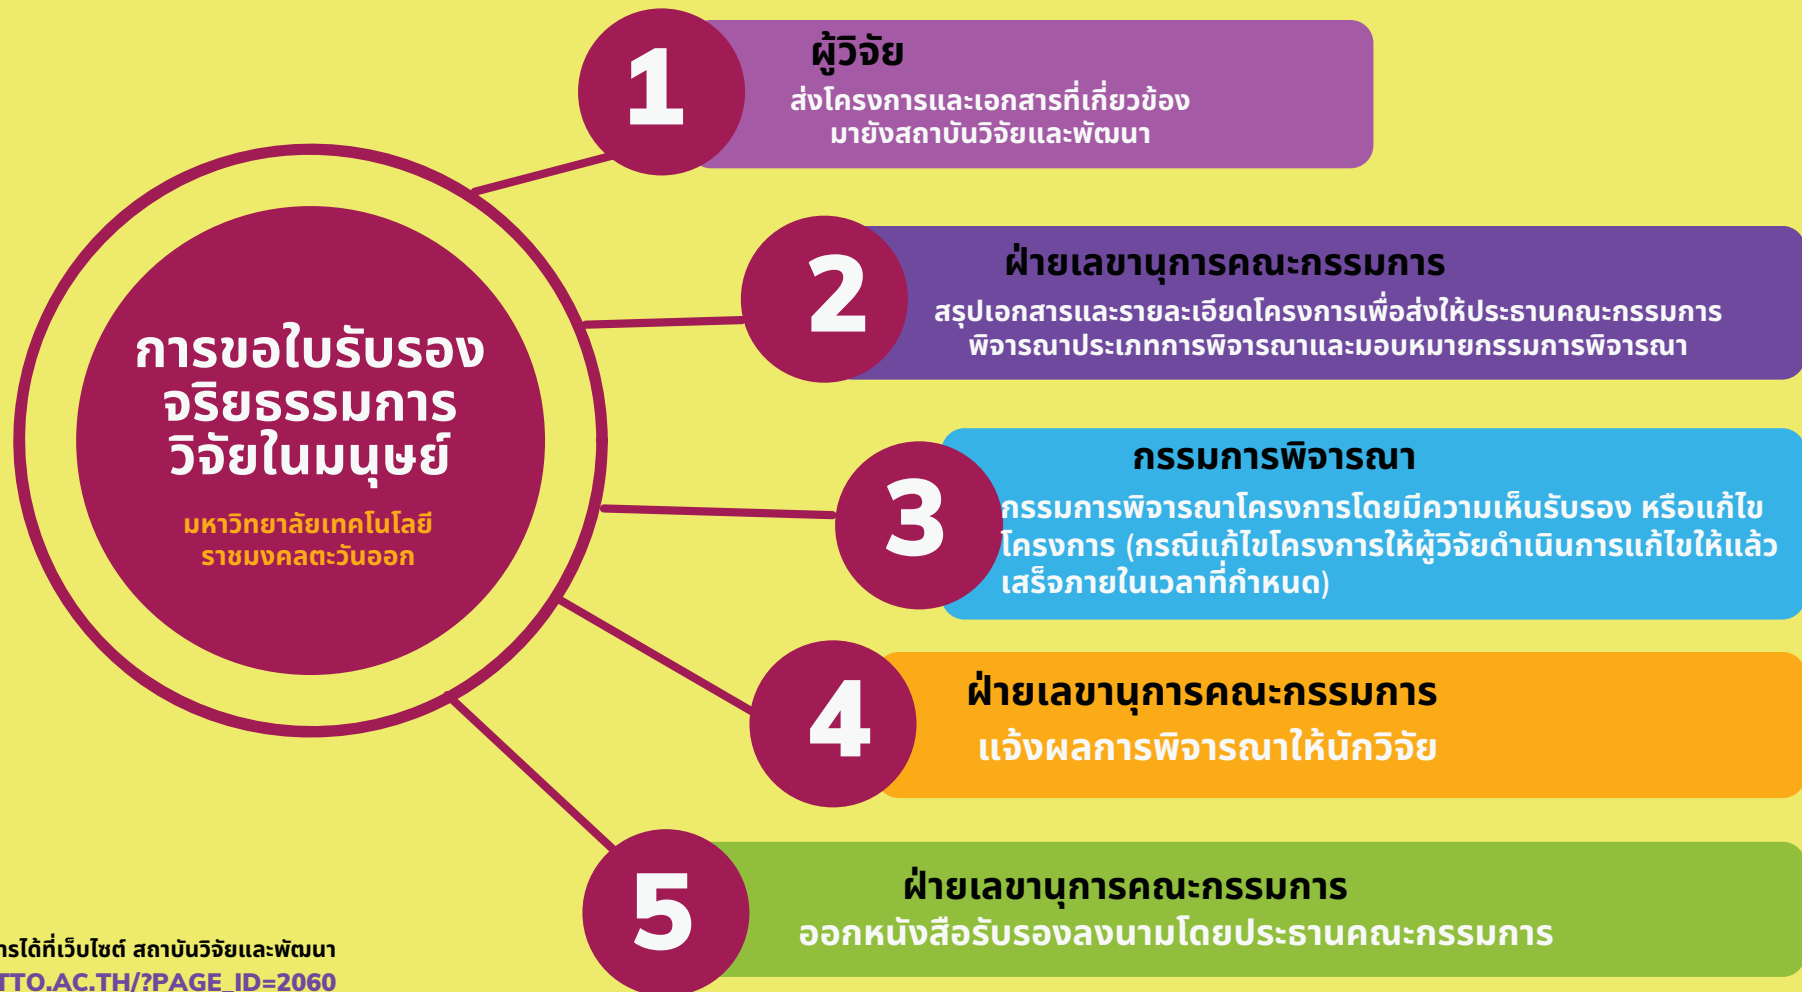 การขอใบรับรอง
จริยธรรมการ
วิจัยในมนุษย์
มหาวิทยาลัยเทคโนโลยี
ราชมงคลตะวันออก
1
ผู้วิจัย
ส่งโครงการและเอกสารที่เกี่ยวข้อง
มายังสถาบันวิจัยและพัฒนา
2
ฝ่ายเลขานุการคณะกรรมการ
สรุปเอกสารและรายละเอียดโครงการเพื่อส่งให้ประธานคณะกรรมการ
พิจารณาประเภทการพิจารณาและมอบหมายกรรมการพิจารณา
3
กรรมการพิจารณา
กรรมการพิจารณาโครงการโดยมีความเห็นรับรอง หรือแก้ไข
โครงการ (กรณีแก้ไขโครงการให้ผู้วิจัยดำเนินการแก้ไขให้แล้ว
เสร็จภายในเวลาที่กำหนด)
4
ฝ่ายเลขานุการคณะกรรมการ
แจ้งผลการพิจารณาให้นักวิจัย
5
ฝ่ายเลขานุการคณะกรรมการ
ออกหนังสือรับรองลงนามโดยประธานคณะกรรมการ
ารได้ที่เว็บไซต์ สถาบันวิจัยและพัฒนา
TTO.AC.TH/?PAGE_ID=2060